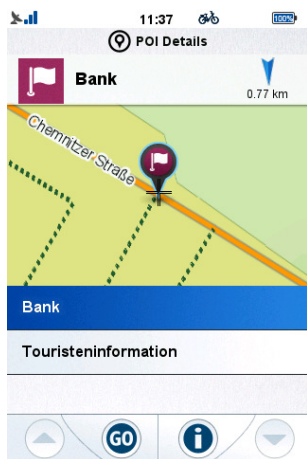 11:37
100%
POI Details
Bank
0.77 km
Chemnitzer Straße
Bank
Touristeninformation
GO
i